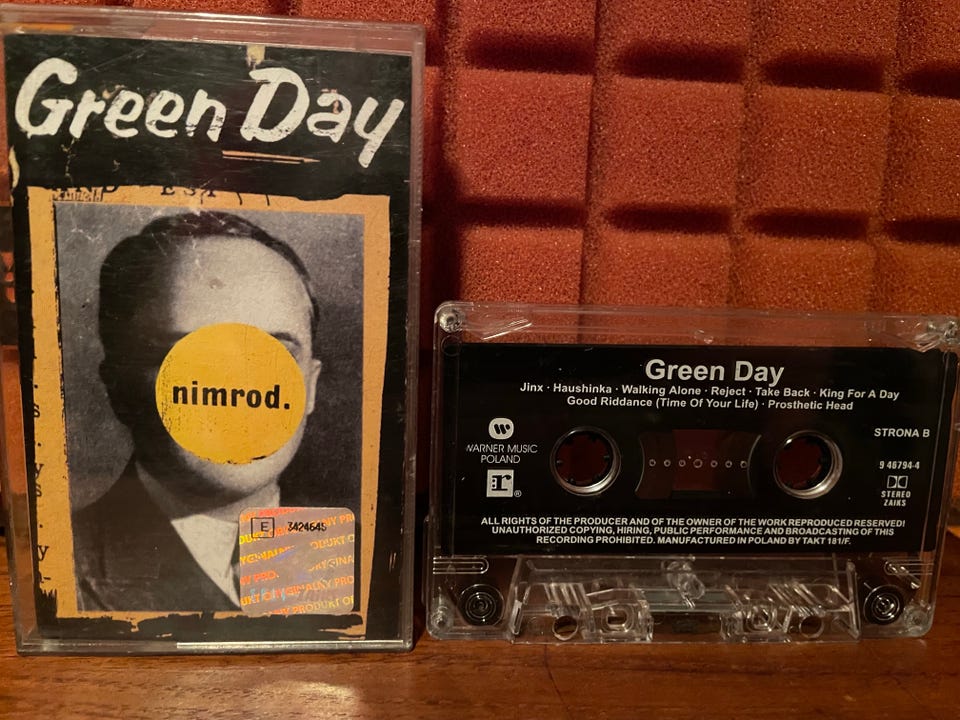 Green Day
nimrod.
E 3424645
Green Day
Jinx · Haushinka · Walking Alone · Reject · Take Back · King For A Day
Good Riddance (Time Of Your Life) · Prosthetic Head
WARNER MUSIC
POLAND
r®
STRONA B
9 46794-4
STEREO
ZAIKS
ALL RIGHTS OF THE PRODUCER AND OF THE OWNER OF THE WORK REPRODUCED RESERVED!
UNAUTHORIZED COPYING, HIRING, PUBLIC PERFORMANCE AND BROADCASTING OF THIS
RECORDING PROHIBITED. MANUFACTURED IN POLAND BY TAKT 181/F.